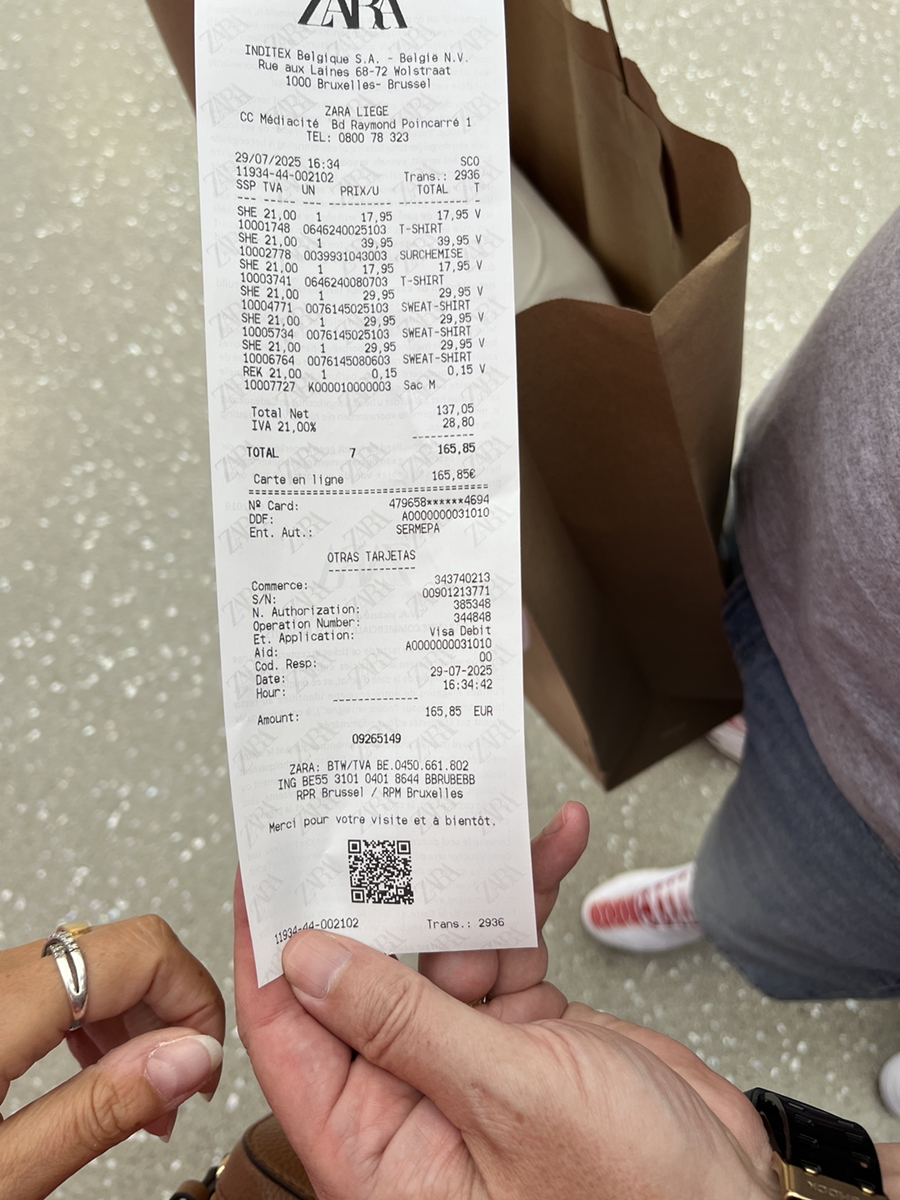 ZARA
INDITEX Belgique S.A. - België N.V.
Rue aux Laines 68-72 Wolstraat
1000 Bruxelles- Brussel
ZARA LIEGE
CC Médiacité Bd Raymond Poincarré 1
TEL: 0800 78 323
29/07/2025 16:34 SCO
11934-44-002102 Trans.: 2936
SSP TVA UN PRIX/U TOTAL T
--- ----- --- ------- -------- -
SHE 21,00 1 17,95 17,95 V
10001748 0646240025103 T-SHIRT
SHE 21,00 1 39,95 39,95 V
10002778 0039931043003 SURCHEMISE
SHE 21,00 1 17,95 17,95 V
10003741 0646240080703 T-SHIRT
SHE 21,00 1 29,95 29,95 V
10004771 0076145025103 SWEAT-SHIRT
SHE 21,00 1 29,95 29,95 V
10005734 0076145025103 SWEAT-SHIRT
SHE 21,00 1 29,95 29,95 V
10006764 0076145080603 SWEAT-SHIRT
REK 21,00 1 0,15 0,15 V
10007727 K000010000003 Sac M
Total Net 137,05
IVA 21,00% 28,80
----------
TOTAL 7 165,85
Carte en ligne 165,85€
======================================
Nº Card: 479658******4694
DDF: A0000000031010
Ent. Aut.: SERMEPA
OTRAS TARJETAS
--------------
Commerce: 343740213
S/N: 00901213771
N. Authorization: 385348
Operation Number: 344848
Et. Application: Visa Debit
Aid: A0000000031010
Cod. Resp: 00
Date: 29-07-2025
Hour: 16:34:42
--------------
Amount: 165,85 EUR
09265149
ZARA: BTW/TVA BE.0450.661.802
ING BE55 3101 0401 8644 BBRUBEBB
RPR Brussel / RPM Bruxelles
Merci pour votre visite et à bientôt.
11934-44-002102 Trans.: 2936